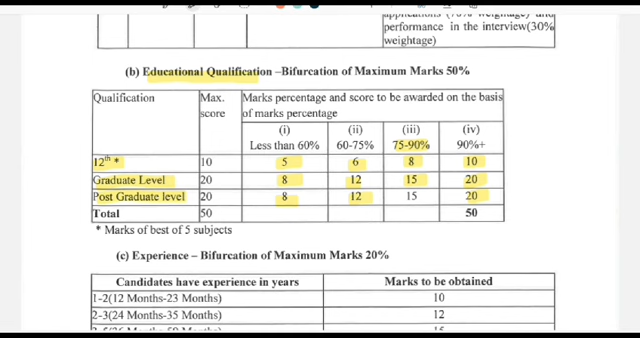 performance in the interview(30%
weightage)
(b) Educational Qualification –Bifurcation of Maximum Marks 50%
Qualification Max. score Marks percentage and score to be awarded on the basis of marks percentage
(i) (ii) (iii) (iv)
Less than 60% 60-75% 75-90% 90%+
12th * 10 5 6 8 10
Graduate Level 20 8 12 15 20
Post Graduate level 20 8 12 15 20
Total 50 50
* Marks of best of 5 subjects
(c) Experience – Bifurcation of Maximum Marks 20%
Candidates have experience in years Marks to be obtained
1-2(12 Months-23 Months) 10
2-3(24 Months-35 Months) 12